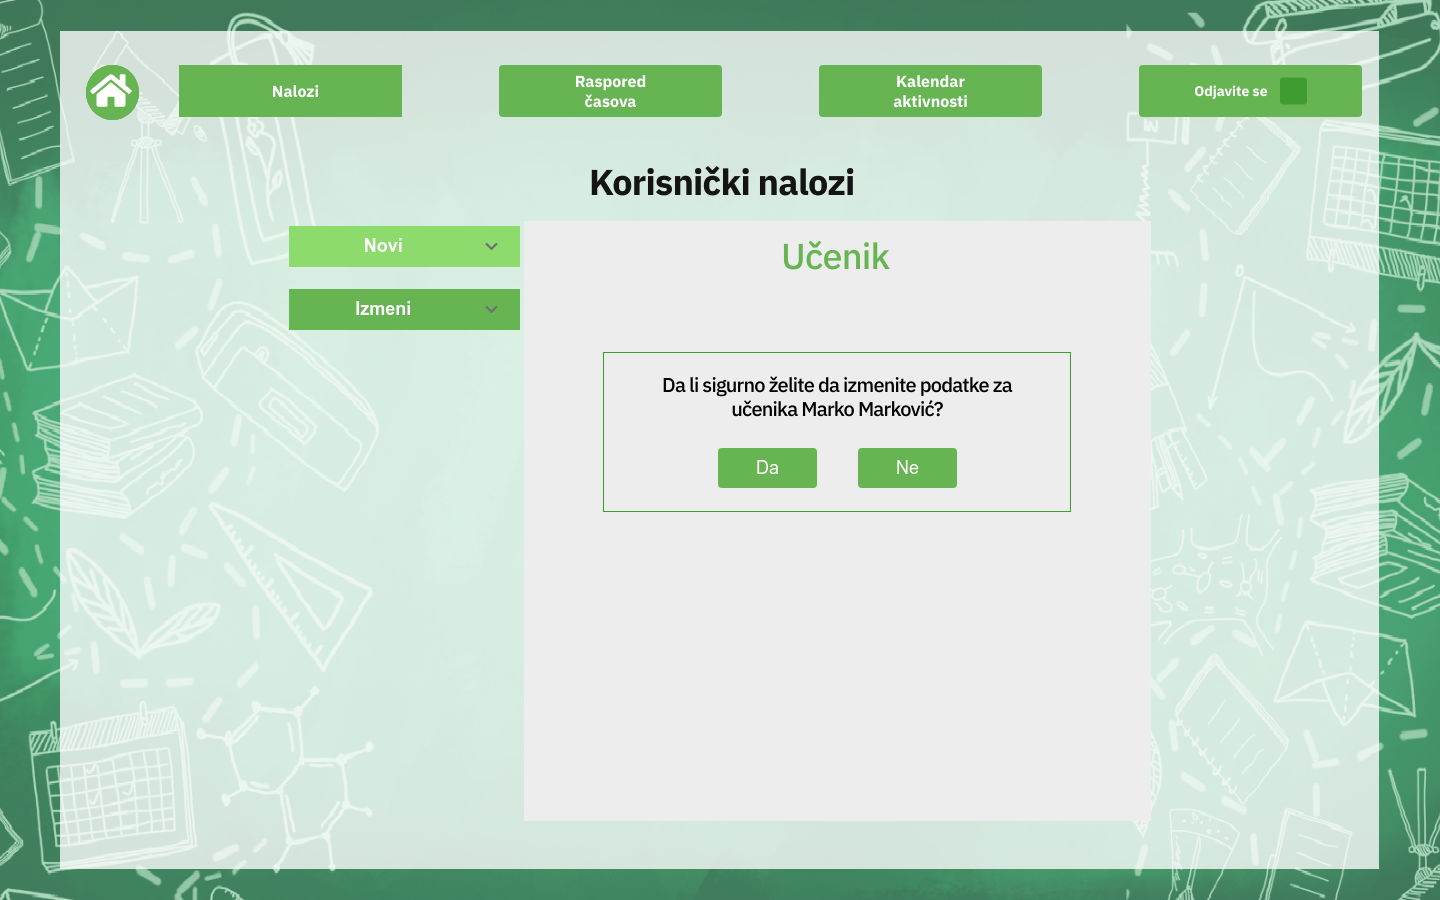 Nalozi
Raspored
časova
Kalendar
aktivnosti
Odjavite se
Korisnički nalozi
Novi
Izmeni
Učenik
Da li sigurno želite da izmenite podatke za
učenika Marko Marković?
Da
Ne